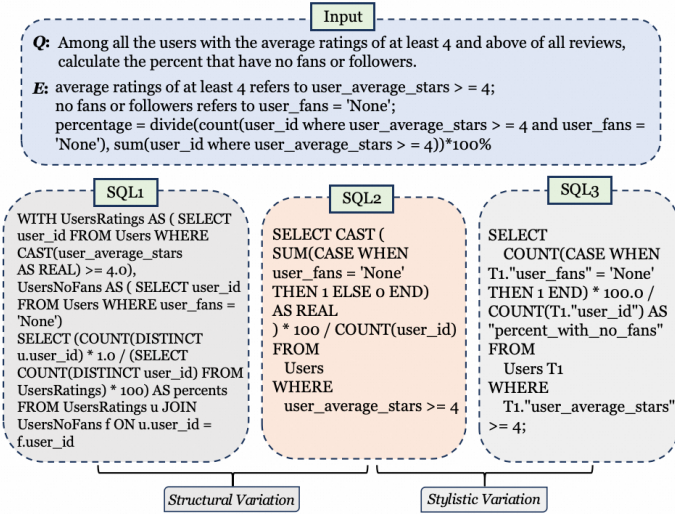 Input
Q: Among all the users with the average ratings of at least 4 and above of all reviews,
calculate the percent that have no fans or followers.
E: average ratings of at least 4 refers to user_average_stars > = 4;
no fans or followers refers to user_fans = 'None';
percentage = divide(count(user_id where user_average_stars > = 4 and user_fans =
'None'), sum(user_id where user_average_stars > = 4))*100%
SQL1
WITH UsersRatings AS ( SELECT
user_id FROM Users WHERE
CAST(user_average_stars
AS REAL) >= 4.0),
UsersNoFans AS ( SELECT user_id
FROM Users WHERE user_fans =
'None')
SELECT (COUNT(DISTINCT
u.user_id) * 1.0 / (SELECT
COUNT(DISTINCT user_id) FROM
UsersRatings) * 100) AS percents
FROM UsersRatings u JOIN
UsersNoFans f ON u.user_id =
f.user_id
SQL2
SELECT CAST (
SUM(CASE WHEN
user_fans = 'None'
THEN 1 ELSE 0 END)
AS REAL
) * 100 / COUNT(user_id)
FROM
Users
WHERE
user_average_stars >= 4
SQL3
SELECT
COUNT(CASE WHEN
T1."user_fans" = 'None'
THEN 1 END) * 100.0 /
COUNT(T1."user_id") AS
"percent_with_no_fans"
FROM
Users T1
WHERE
T1."user_average_stars"
>= 4;
Structural Variation
Stylistic Variation